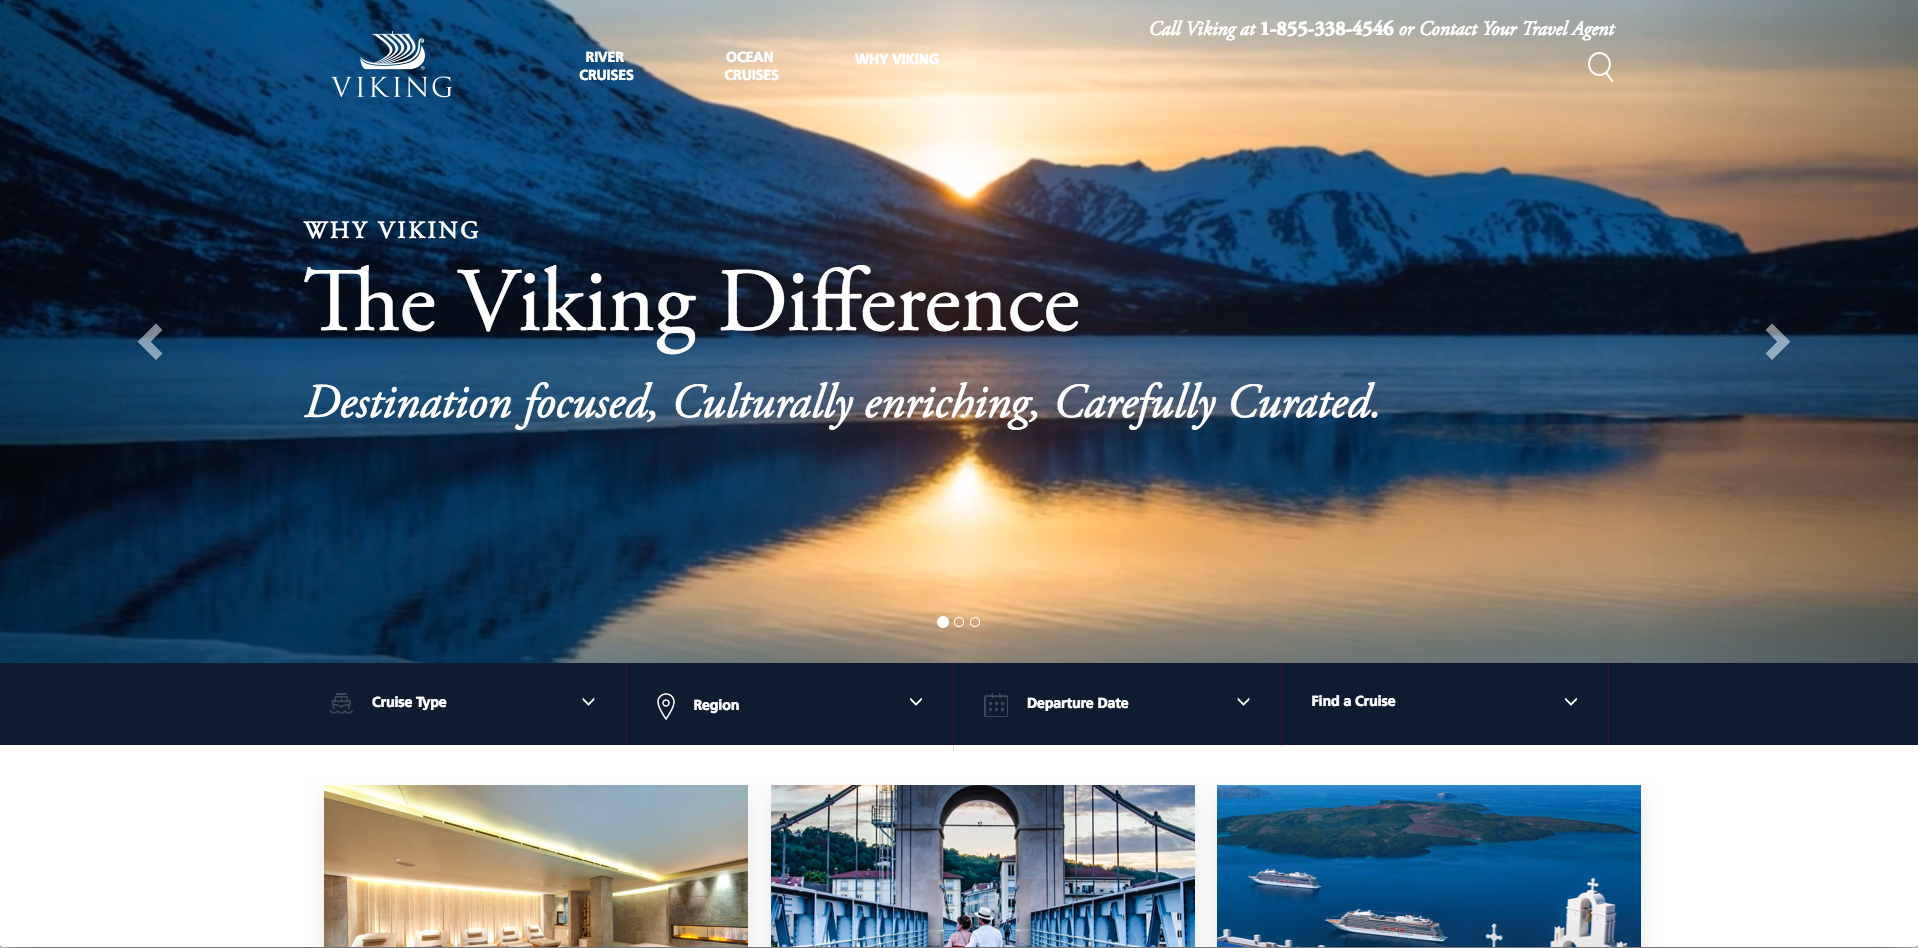 Call Viking at 1-855-338-4546 or Contact Your Travel Agent
VIKING
RIVER
CRUISES
OCEAN
CRUISES
WHY VIKING
WHY VIKING
The Viking Difference
Destination focused, Culturally enriching, Carefully Curated.
Cruise Type
Region
Departure Date
Find a Cruise